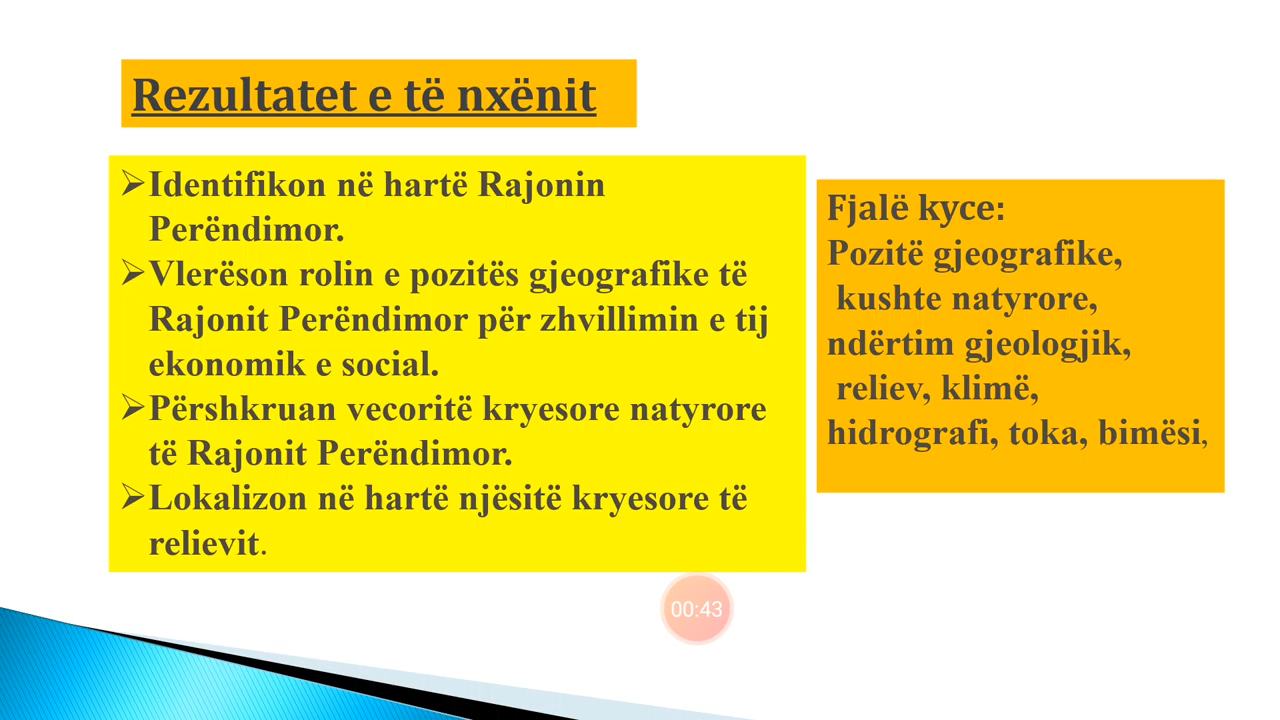 Rezultatet e të nxënit
➢Identifikon në hartë Rajonin
Perëndimor.
➢Vlerëson rolin e pozitës gjeografike të
Rajonit Perëndimor për zhvillimin e tij
ekonomik e social.
➢Përshkruan vecoritë kryesore natyrore
të Rajonit Perëndimor.
➢Lokalizon në hartë njësitë kryesore të
relievit.
Fjalë kyce:
Pozitë gjeografike,
kushte natyrore,
ndërtim gjeologjik,
reliev, klimë,
hidrografi, toka, bimësi,
00:43